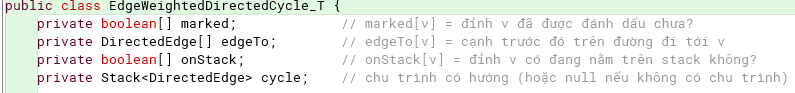 public class EdgeWeightedDirectedCycle_T {
private boolean[] marked; // marked[v] = đỉnh v đã được đánh dấu chưa?
private DirectedEdge[] edgeTo; // edgeTo[v] = cạnh trước đó trên đường đi tới v
private boolean[] onStack; // onStack[v] = đỉnh v có đang nằm trên stack không?
private Stack<DirectedEdge> cycle; // chu trình có hướng (hoặc null nếu không có chu trình)